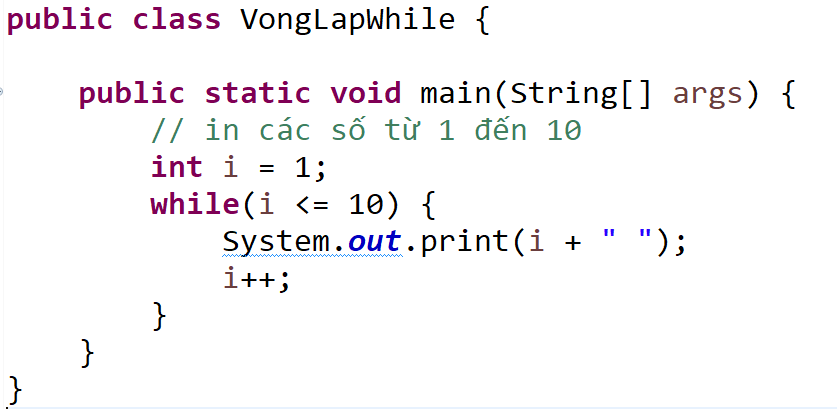 public class VongLapWhile {
public static void main(String[] args) {
// in các số từ 1 đến 10
int i = 1;
while(i <= 10) {
System.out.print(i + " ");
i++;
}
}
}